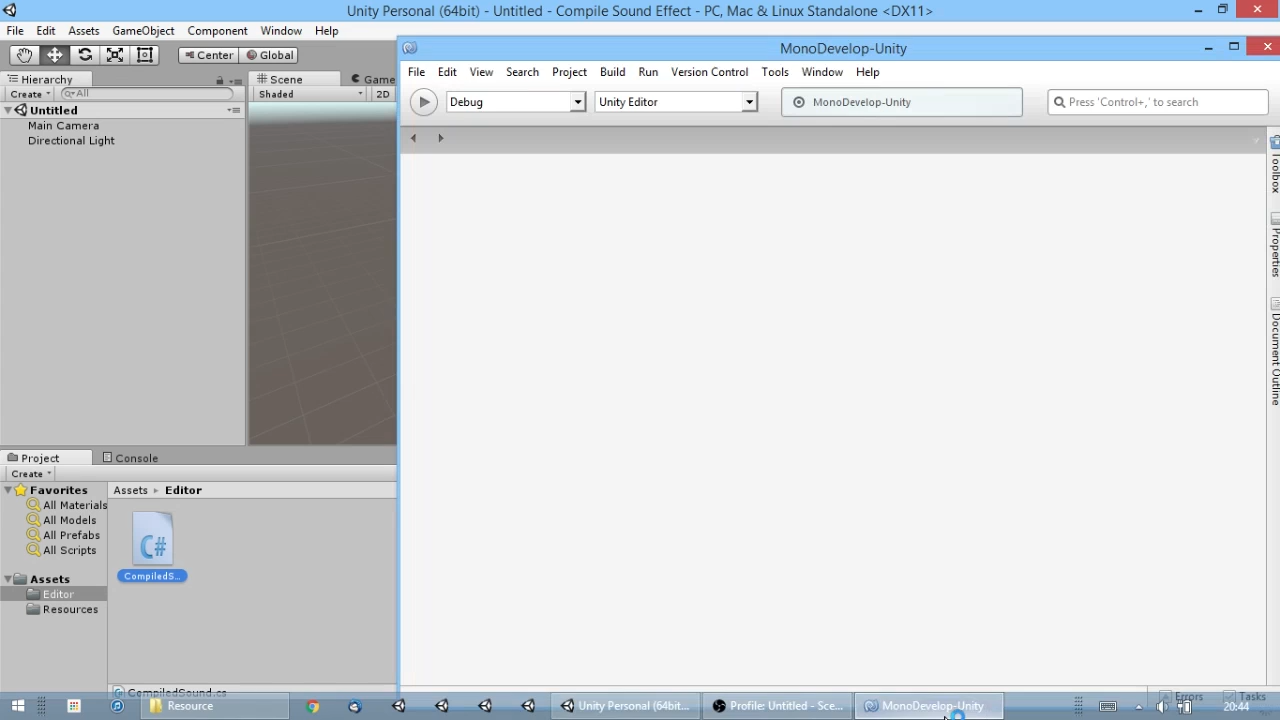 Unity Personal (64bit) - Untitled - Compile Sound Effect - PC, Mac & Linux Standalone <DX11>
File Edit Assets GameObject Component Window Help
Center Global
Hierarchy
Create All
Untitled
Main Camera
Directional Light
Scene Game
Shaded 2D
MonoDevelop-Unity
File Edit View Search Project Build Run Version Control Tools Window Help
Debug Unity Editor MonoDevelop-Unity Press 'Control+,' to search
Toolbox
Properties
Document Outline
Project Console
Create
Favorites
All Materials
All Models
All Prefabs
All Scripts
Assets
Editor
Resources
Assets Editor
C#
CompiledS...
CompiledSound.cs
Errors Tasks
Resource Unity Personal (64bit... Profile: Untitled - Sce... MonoDevelop-Unity 20:44